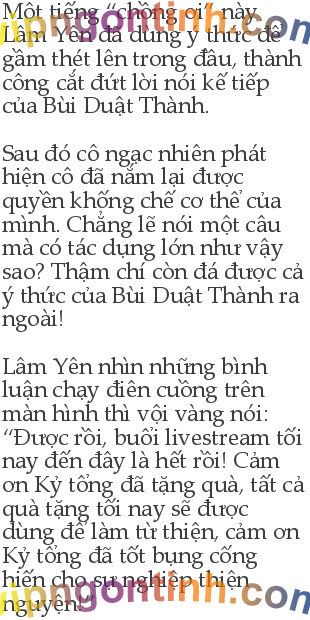 Một tiếng “chồng ơi” này
Lâm Yên đã dùng ý thức để
gầm thét lên trong đầu, thành
công cắt đứt lời nói kế tiếp
của Bùi Duật Thành.
Sau đó cô ngạc nhiên phát
hiện cô đã nắm lại được
quyền khống chế cơ thể của
mình. Chẳng lẽ nói một câu
mà có tác dụng lớn như vậy
sao? Thậm chí còn đá được cả
ý thức của Bùi Duật Thành ra
ngoài!
Lâm Yên nhìn những bình
luận chạy điên cuồng trên
màn hình thì vội vàng nói:
“Được rồi, buổi livestream tối
nay đến đây là hết rồi! Cảm
ơn Kỷ tổng đã tặng quà, tất cả
quà tặng tối nay sẽ được
dùng để làm từ thiện, cảm ơn
Kỷ tổng đã tốt bụng cống
hiến cho sự nghiệp thiện
nguyện.”